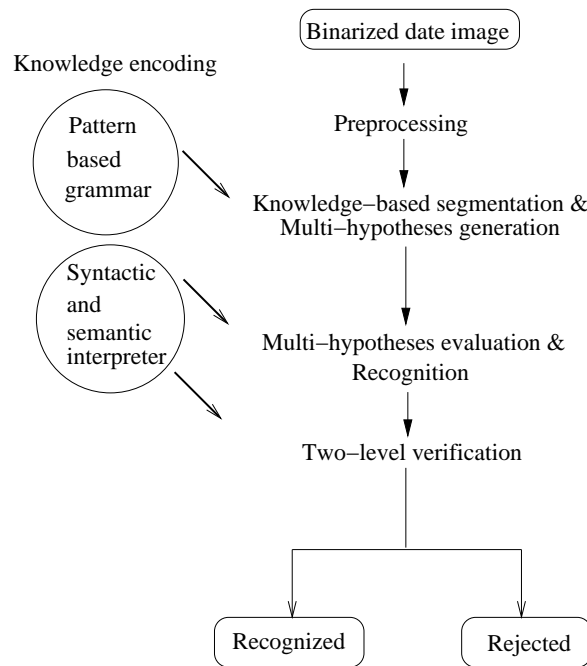 Binarized date image
Knowledge encoding
Pattern
based
grammar
Preprocessing
Knowledge−based segmentation &
Multi−hypotheses generation
Syntactic
and
semantic
interpreter
Multi−hypotheses evaluation &
Recognition
Two−level verification
Recognized
Rejected